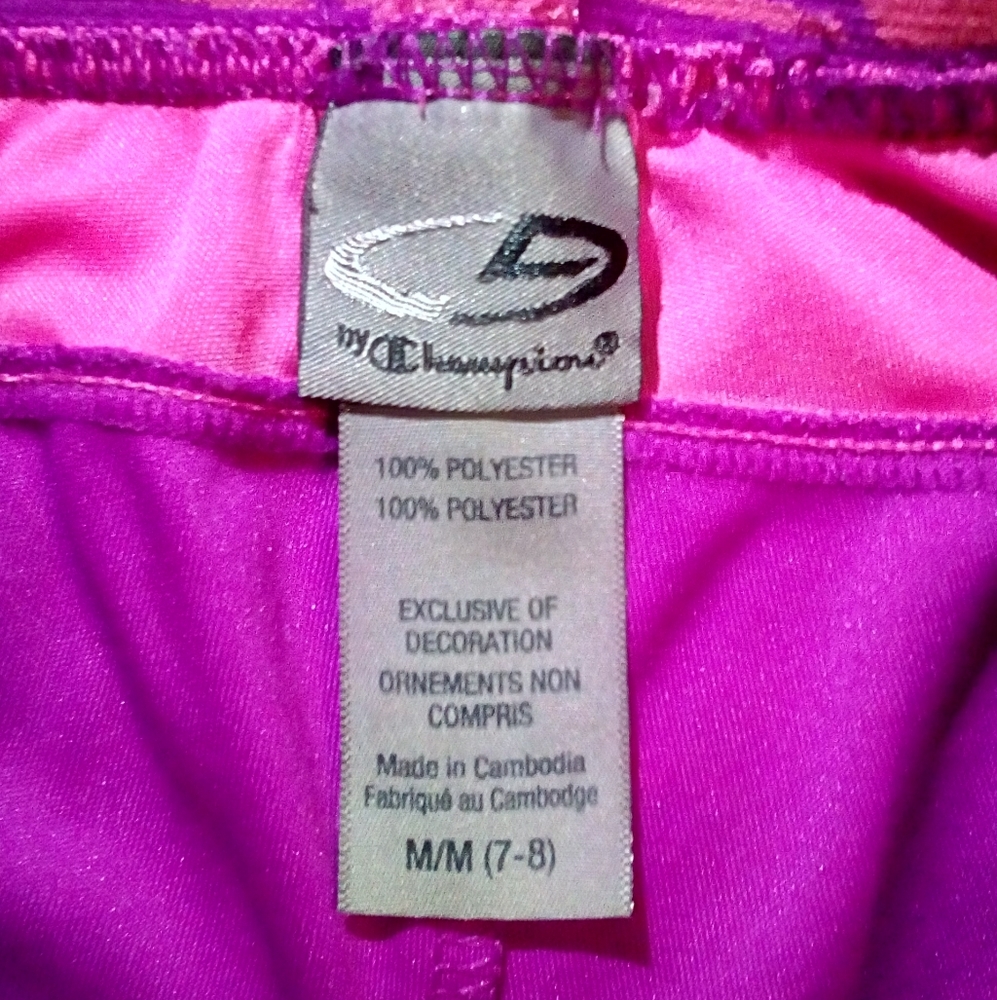 by Champion®
100% POLYESTER
100% POLYESTER
EXCLUSIVE OF
DECORATION
ORNEMENTS NON
COMPRIS
Made in Cambodia
Fabriqué au Cambodge
M/M (7-8)